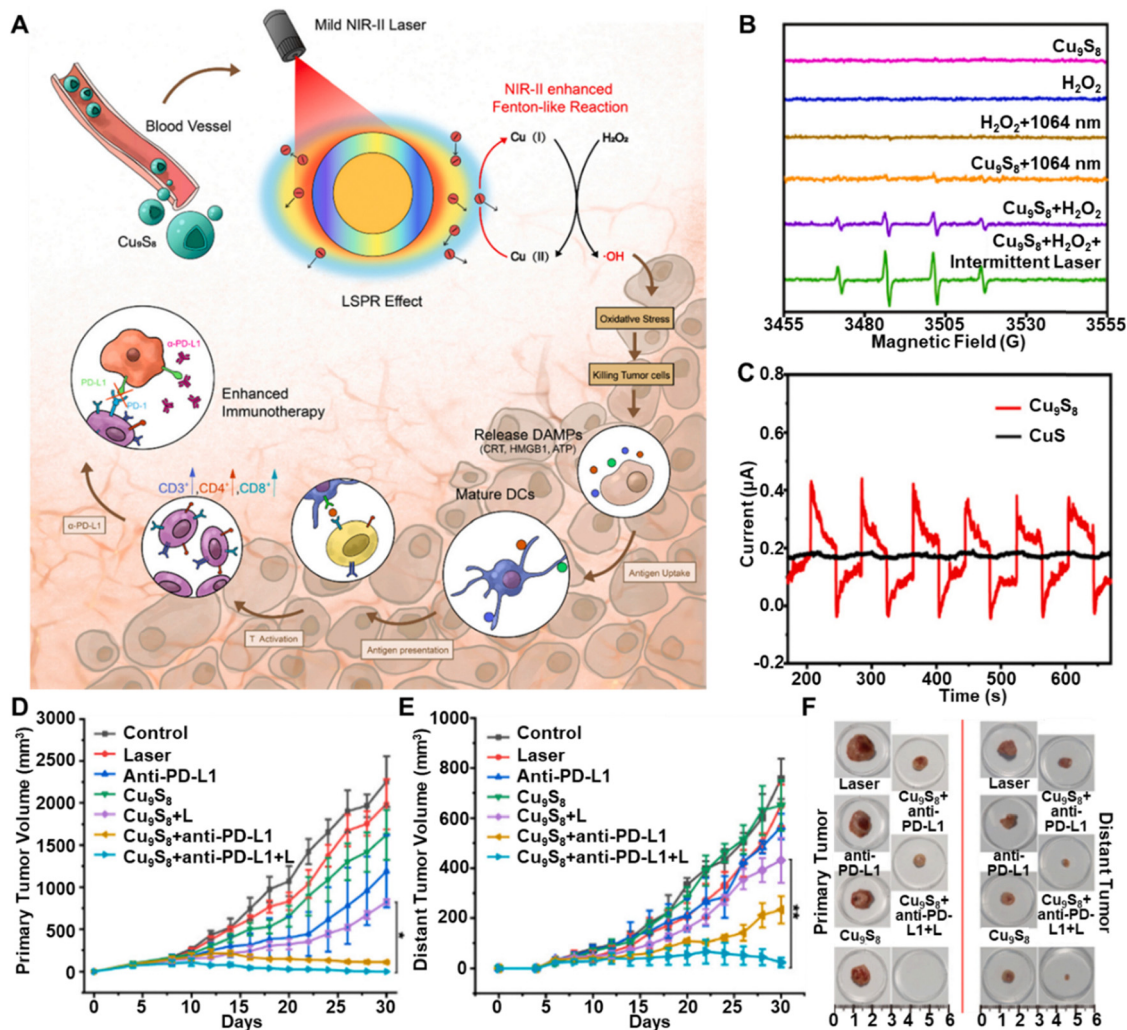 A
Mild NIR-II Laser
Blood Vessel
Cu₉S₈
NIR-II enhanced
Fenton-like Reaction
Cu (I)
H₂O₂
Cu (II)
·OH
LSPR Effect
Oxidative Stress
Killing Tumor cells
Release DAMPs
(CRT, HMGB1, ATP)
Mature DCs
Antigen Uptake
Antigen presentation
T Activation
CD3⁺ ,CD4⁺ ,CD8⁺
α-PD-L1
α-PD-L1
PD-L1
PD-1
Enhanced
Immunotherapy
B
Cu₉S₈
H₂O₂
H₂O₂+1064 nm
Cu₉S₈+1064 nm
Cu₉S₈+H₂O₂
Cu₉S₈+H₂O₂+
Intermittent Laser
3455 3480 3505 3530 3555
Magnetic Field (G)
C
0.8
0.6
0.4
0.2
0.0
-0.2
Current (μA)
Cu₉S₈
CuS
200 300 400 500 600
Time (s)
D
3000
2500
2000
1500
1000
500
0
Primary Tumor Volume (mm³)
Control
Laser
Anti-PD-L1
Cu₉S₈
Cu₉S₈+L
Cu₉S₈+anti-PD-L1
Cu₉S₈+anti-PD-L1+L
*
0 5 10 15 20 25 30
Days
E
1000
800
600
400
200
0
Distant Tumor Volume (mm³)
Control
Laser
Anti-PD-L1
Cu₉S₈
Cu₉S₈+L
Cu₉S₈+anti-PD-L1
Cu₉S₈+anti-PD-L1+L
**
0 5 10 15 20 25 30
Days
F
Primary Tumor
Laser
anti-
PD-L1
Cu₉S₈
Cu₉S₈+
anti-
PD-L1
Cu₉S₈+
anti-PD-
L1+L
0 1 2 3 4 5 6
Laser
anti-
PD-L1
Cu₉S₈
Cu₉S₈+
anti-
PD-L1
Cu₉S₈+
anti-PD-
L1+L
0 1 2 3 4 5 6
Distant Tumor